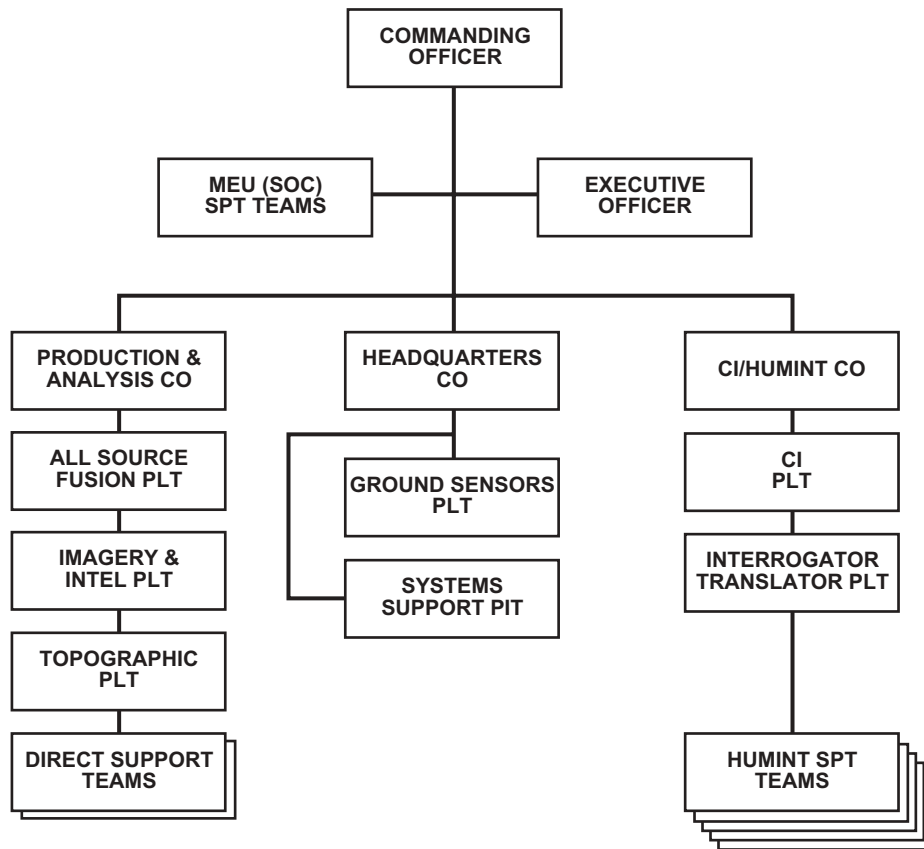 COMMANDING
OFFICER
MEU (SOC)
SPT TEAMS
EXECUTIVE
OFFICER
PRODUCTION &
ANALYSIS CO
HEADQUARTERS
CO
CI/HUMINT CO
ALL SOURCE
FUSION PLT
GROUND SENSORS
PLT
CI
PLT
IMAGERY &
INTEL PLT
SYSTEMS
SUPPORT PIT
INTERROGATOR
TRANSLATOR PLT
TOPOGRAPHIC
PLT
DIRECT SUPPORT
TEAMS
HUMINT SPT
TEAMS